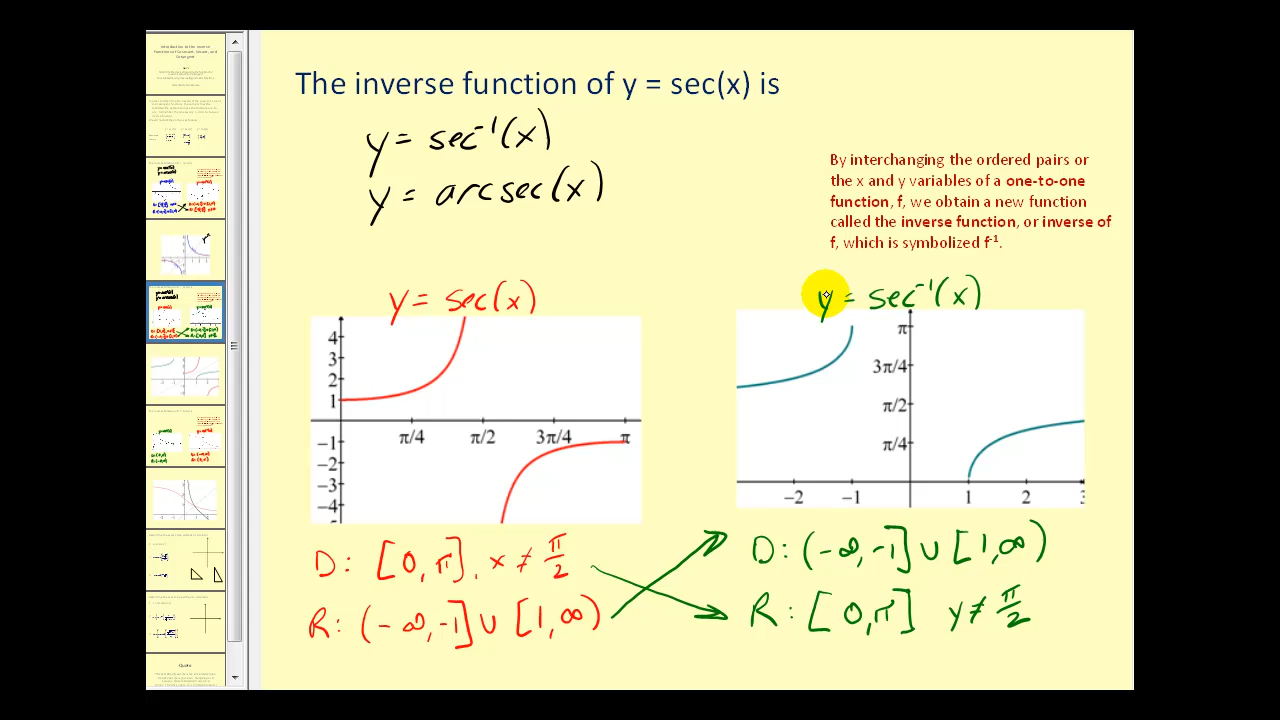 The inverse function of y = sec(x) is
y = sec⁻¹(x)
y = arcsec(x)
By interchanging the ordered pairs or
the x and y variables of a one-to-one
function, f, we obtain a new function
called the inverse function, or inverse of
f, which is symbolized f⁻¹.
y = sec(x)
4
3
2
1
-1
-2
-3
-4
π/4
π/2
3π/4
π
D: [0, π], x ≠ π/2
R: (-∞, -1] ∪ [1, ∞)
y = sec⁻¹(x)
π
3π/4
π/2
π/4
-2
-1
1
2
D: (-∞, -1] ∪ [1, ∞)
R: [0, π] y ≠ π/2
Quote